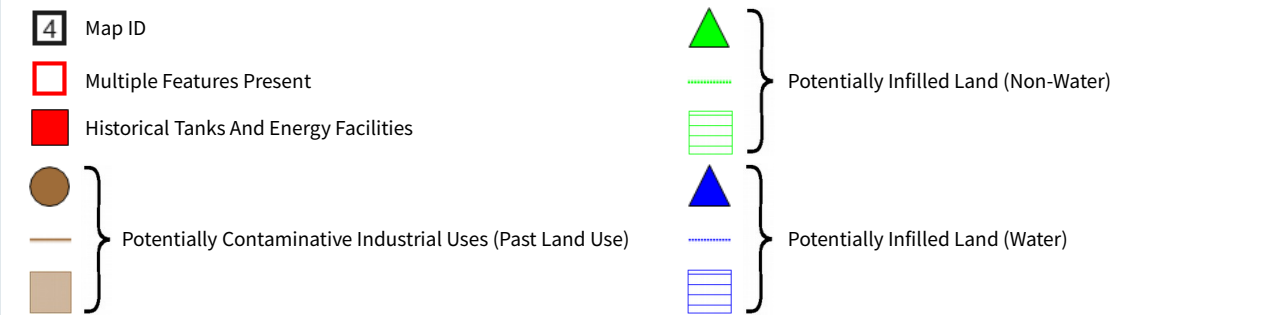 4 Map ID
Multiple Features Present
Historical Tanks And Energy Facilities
Potentially Contaminative Industrial Uses (Past Land Use)
Potentially Infilled Land (Non-Water)
Potentially Infilled Land (Water)